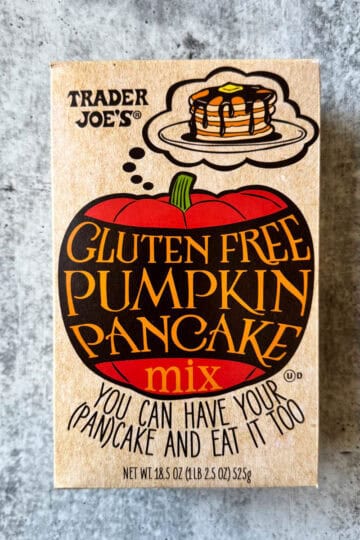 TRADER
JOE'S®
GLUTEN FREE
PUMPKIN
PANCAKE
mix
Ⓤ D
YOU CAN HAVE YOUR
(PAN)CAKE AND EAT IT TOO
NET WT. 18.5 OZ (1 LB 2.5 OZ) 525g